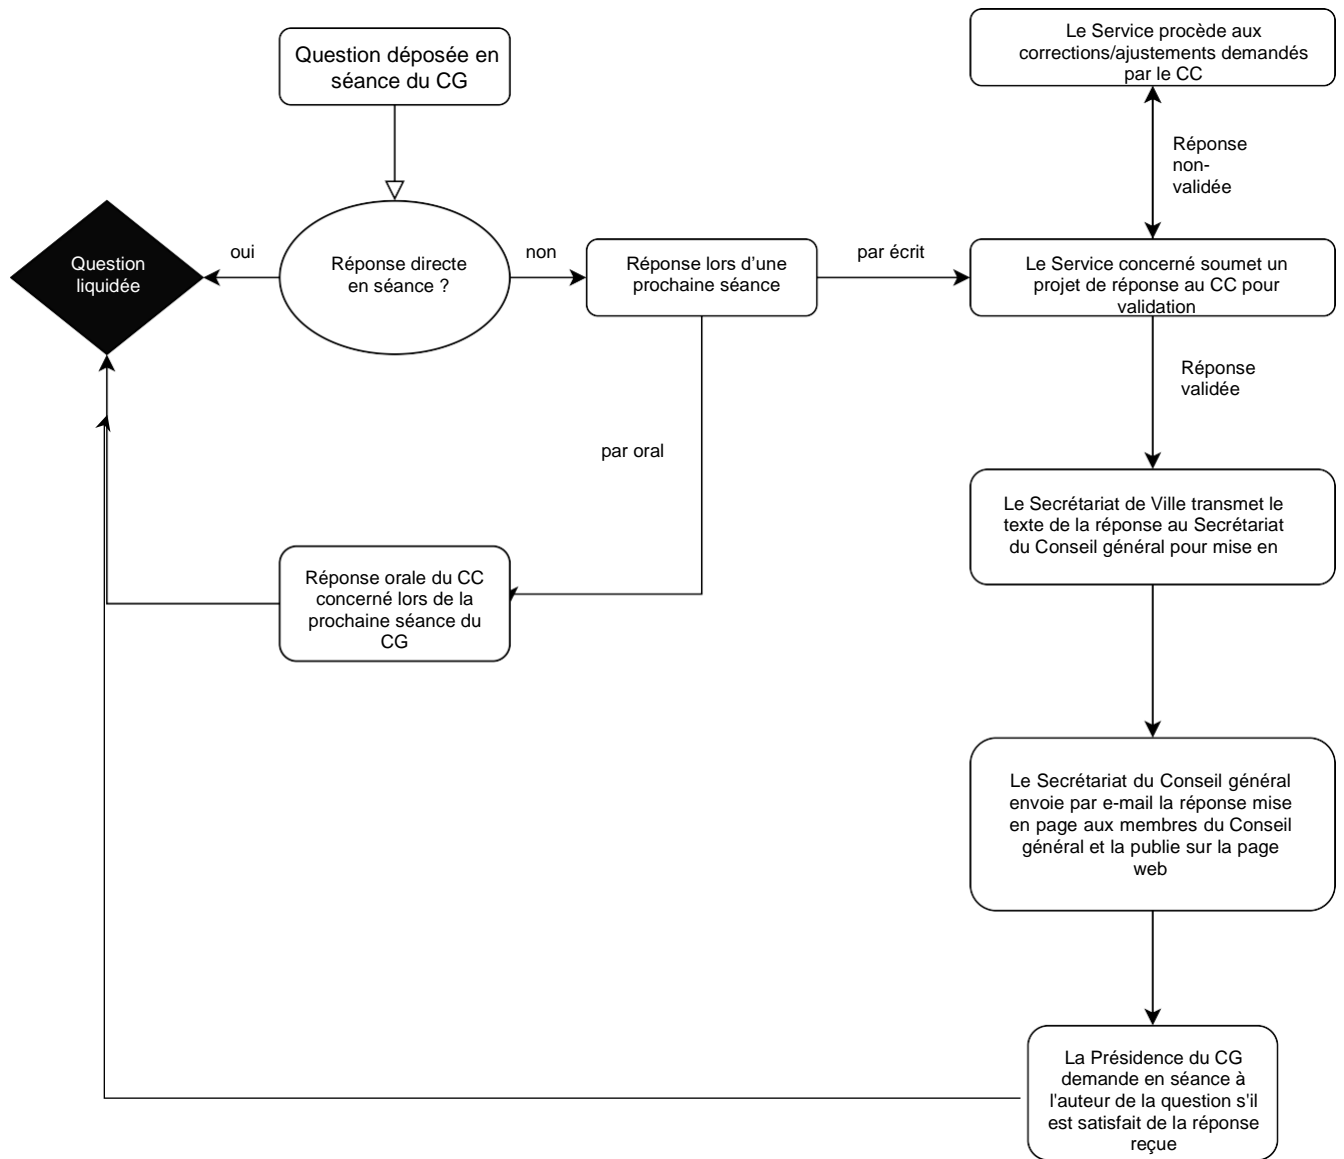 Question déposée en
séance du CG
Le Service procède aux
corrections/ajustements demandés
par le CC
Réponse
non-
validée
Question
liquidée
oui
Réponse directe
en séance ?
non
Réponse lors d’une
prochaine séance
par écrit
Le Service concerné soumet un
projet de réponse au CC pour
validation
Réponse
validée
par oral
Le Secrétariat de Ville transmet le
texte de la réponse au Secrétariat
du Conseil général pour mise en
Réponse orale du CC
concerné lors de la
prochaine séance du
CG
Le Secrétariat du Conseil général
envoie par e-mail la réponse mise
en page aux membres du Conseil
général et la publie sur la page
web
La Présidence du CG
demande en séance à
l'auteur de la question s’il
est satisfait de la réponse
reçue